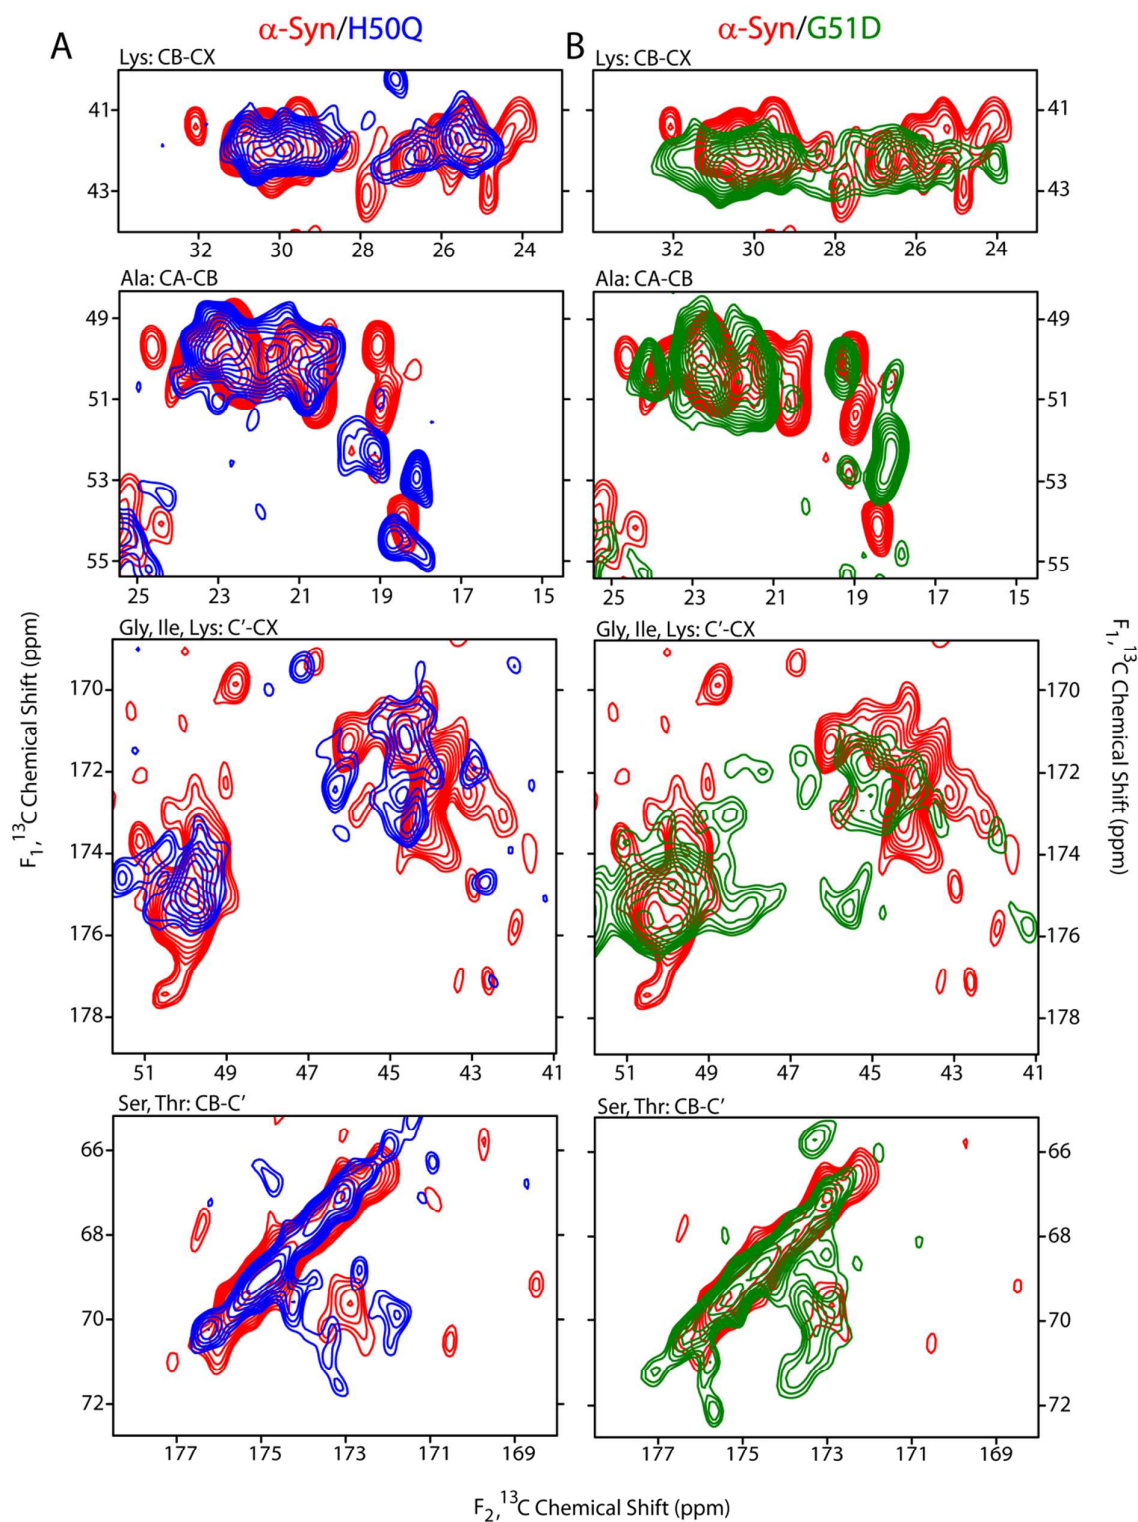 A
α-Syn/H50Q
B
α-Syn/G51D
Lys: CB-CX
Lys: CB-CX
41
43
41
43
32 30 28 26 24
32 30 28 26 24
Ala: CA-CB
Ala: CA-CB
49
51
53
55
49
51
53
55
25 23 21 19 17 15
25 23 21 19 17 15
Gly, Ile, Lys: C′-CX
Gly, Ile, Lys: C′-CX
F1, 13C Chemical Shift (ppm)
F1, 13C Chemical Shift (ppm)
170
172
174
176
178
170
172
174
176
178
51 49 47 45 43 41
51 49 47 45 43 41
Ser, Thr: CB-C′
Ser, Thr: CB-C′
66
68
70
72
66
68
70
72
177 175 173 171 169
177 175 173 171 169
F2, 13C Chemical Shift (ppm)